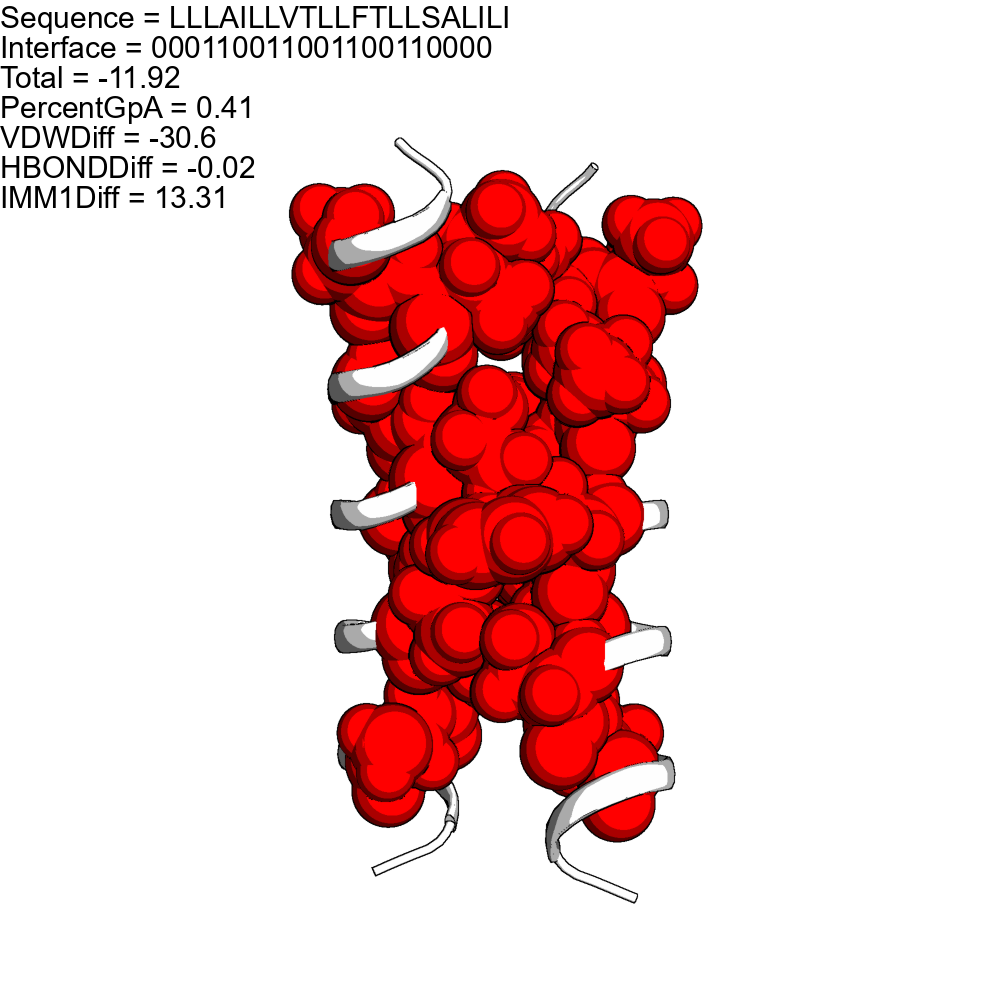 Sequence = LLLAILLVTLLFTLLSALILI
Interface = 000110011001100110000
Total = -11.92
PercentGpA = 0.41
VDWDiff = -30.6
HBONDDiff = -0.02
IMM1Diff = 13.31